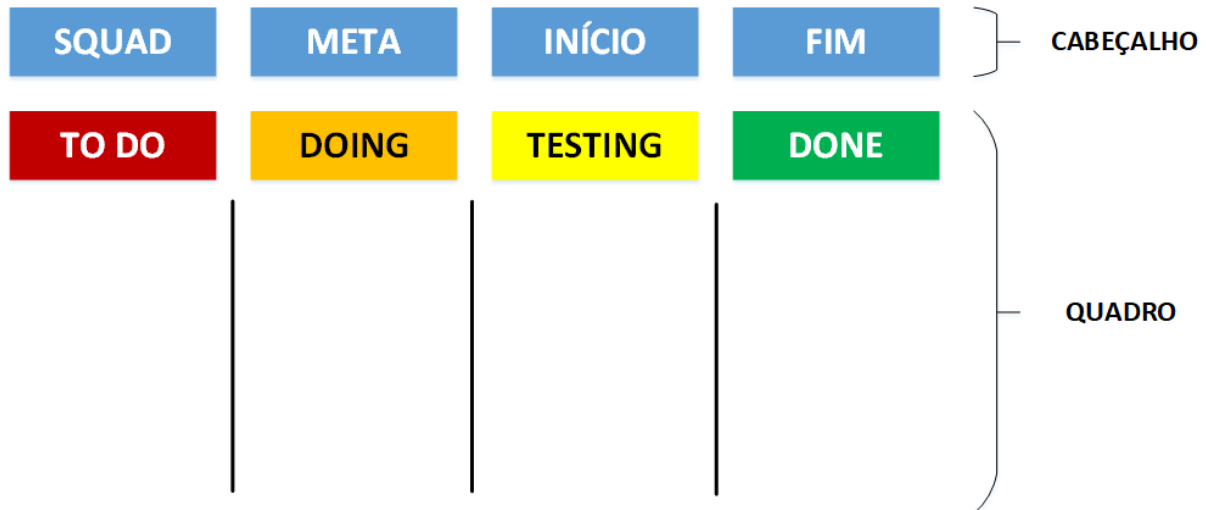 SQUAD META INÍCIO FIM CABEÇALHO
TO DO DOING TESTING DONE
QUADRO